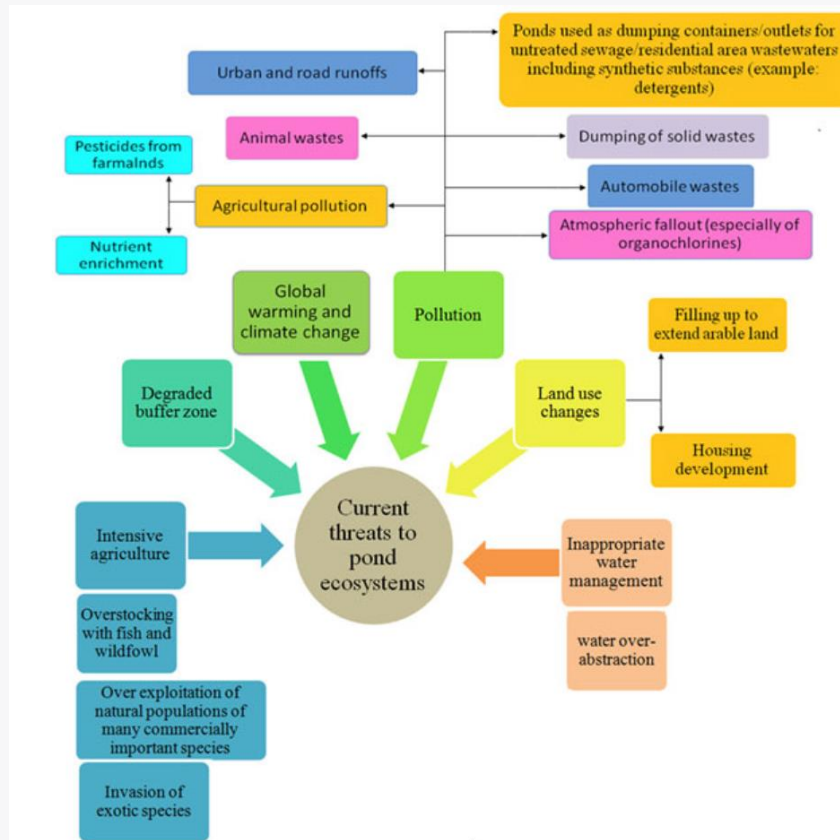 Ponds used as dumping containers/outlets for
untreated sewage/residential area wastewaters
including synthetic substances (example:
detergents)
Urban and road runoffs
Animal wastes
Dumping of solid wastes
Pesticides from
farmalnds
Automobile wastes
Agricultural pollution
Atmospheric fallout (especially of
organochlorines)
Nutrient
enrichment
Global
warming and
climate change
Pollution
Filling up to
extend arable land
Degraded
buffer zone
Land use
changes
Housing
development
Current
threats to
pond
ecosystems
Intensive
agriculture
Inappropriate
water
management
Overstocking
with fish and
wildfowl
water over-
abstraction
Over exploitation of
natural populations of
many commercially
important species
Invasion of
exotic species